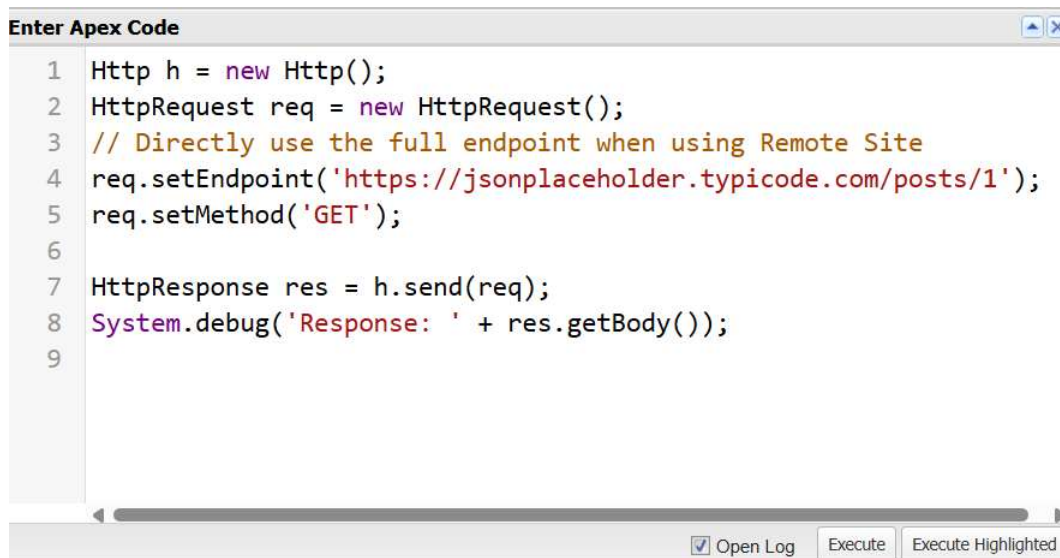 Enter Apex Code
1 Http h = new Http();
2 HttpRequest req = new HttpRequest();
3 // Directly use the full endpoint when using Remote Site
4 req.setEndpoint('https://jsonplaceholder.typicode.com/posts/1');
5 req.setMethod('GET');
6
7 HttpResponse res = h.send(req);
8 System.debug('Response: ' + res.getBody());
9
Open Log Execute Execute Highlighted